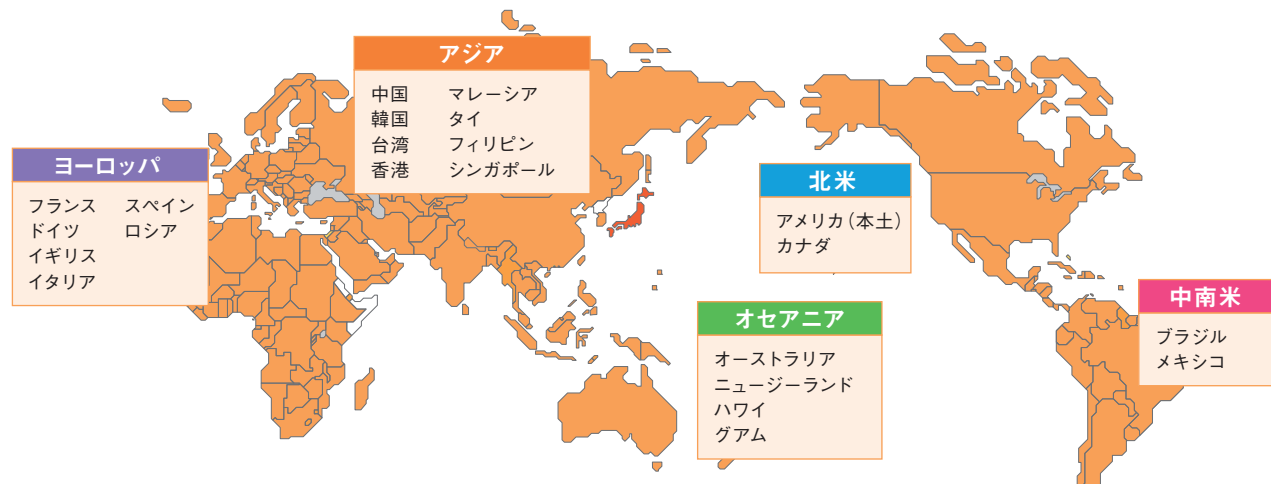 アジア
中国 マレーシア
韓国 タイ
台湾 フィリピン
香港 シンガポール
ヨーロッパ
フランス スペイン
ドイツ ロシア
イギリス
イタリア
北米
アメリカ（本土）
カナダ
オセアニア
オーストラリア
ニュージーランド
ハワイ
グアム
中南米
ブラジル
メキシコ